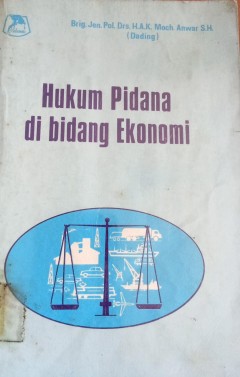 Brig. Jen. Pol. Drs. H.A.K. Moch. Anwar S.H.
(Dading)
Hukum Pidana
di bidang Ekonomi